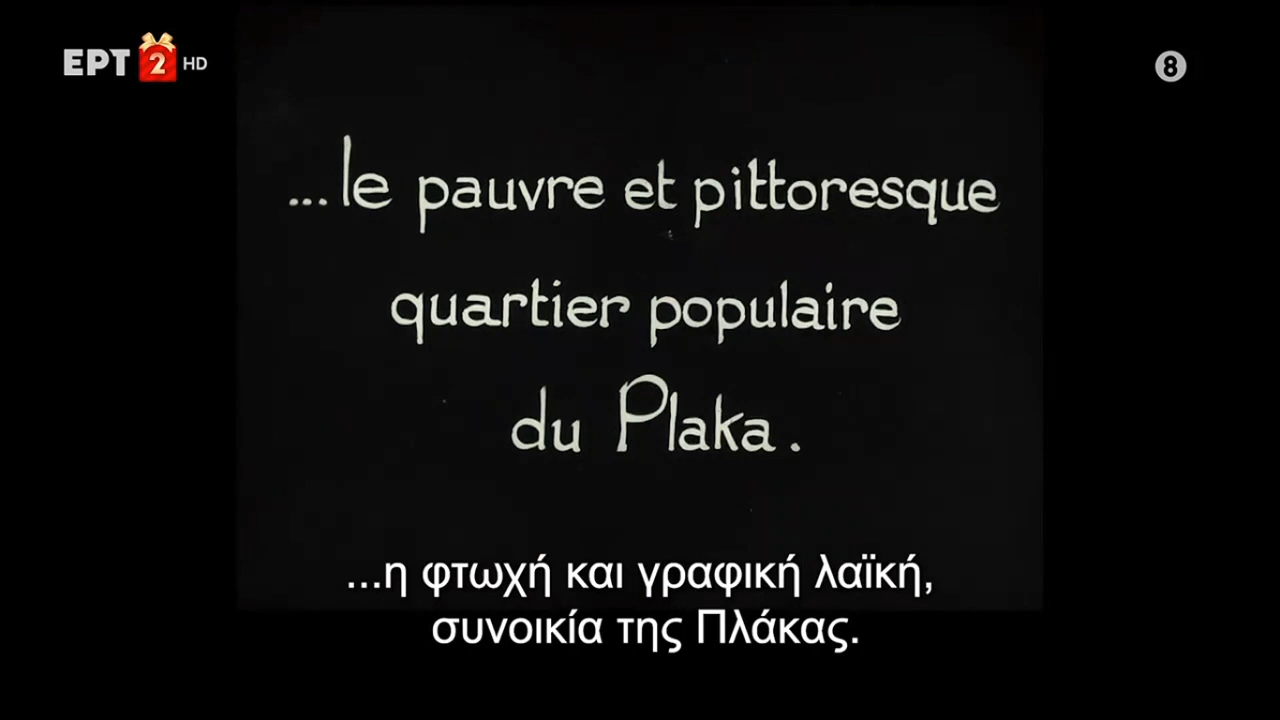 ΕΡΤ 2 HD
8
...le pauvre et pittoresque
quartier populaire
du Plaka.
...η φτωχή και γραφική λαϊκή,
συνοικία της Πλάκας.